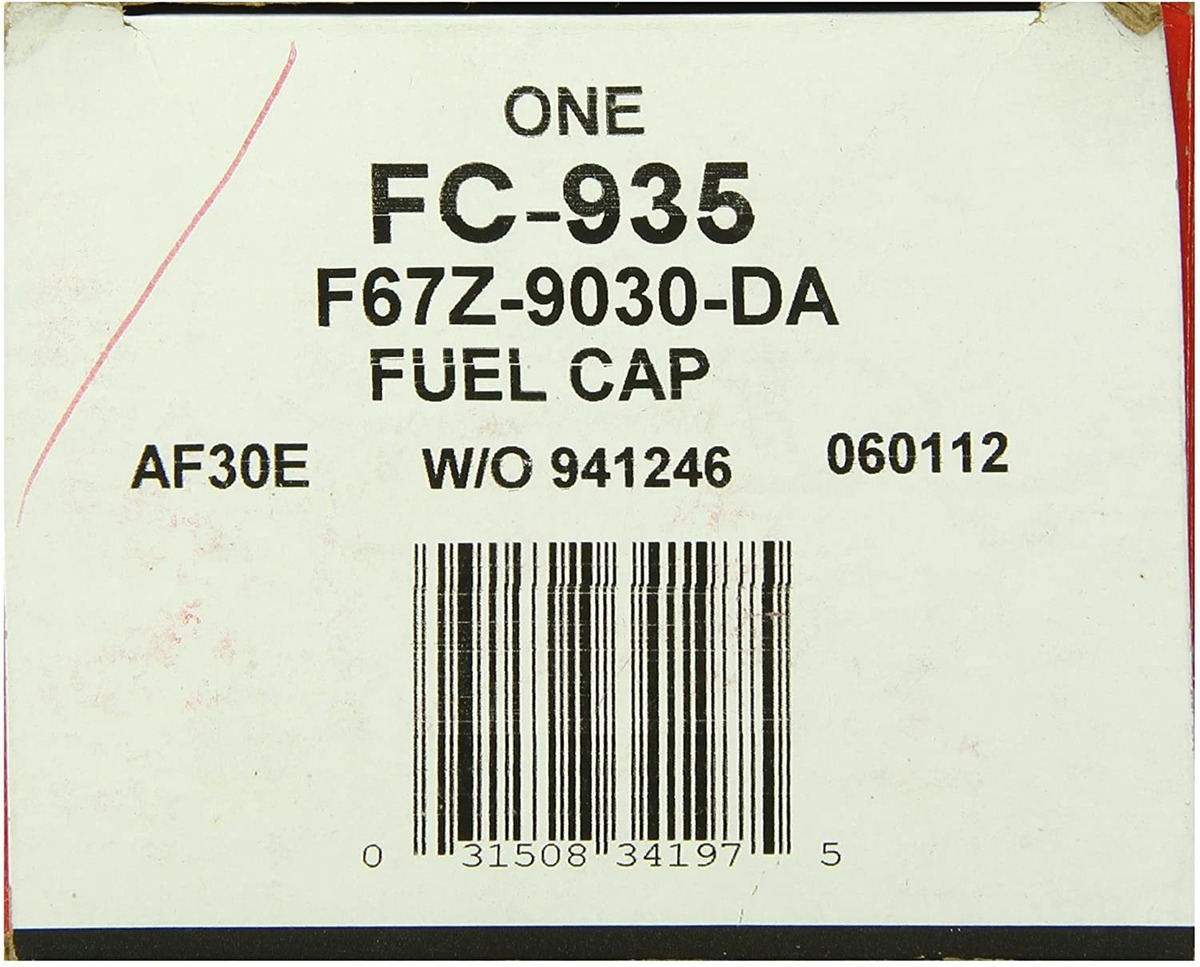 ONE
FC-935
F67Z-9030-DA
FUEL CAP
AF30E W/O 941246 060112
0 31508 34197 5